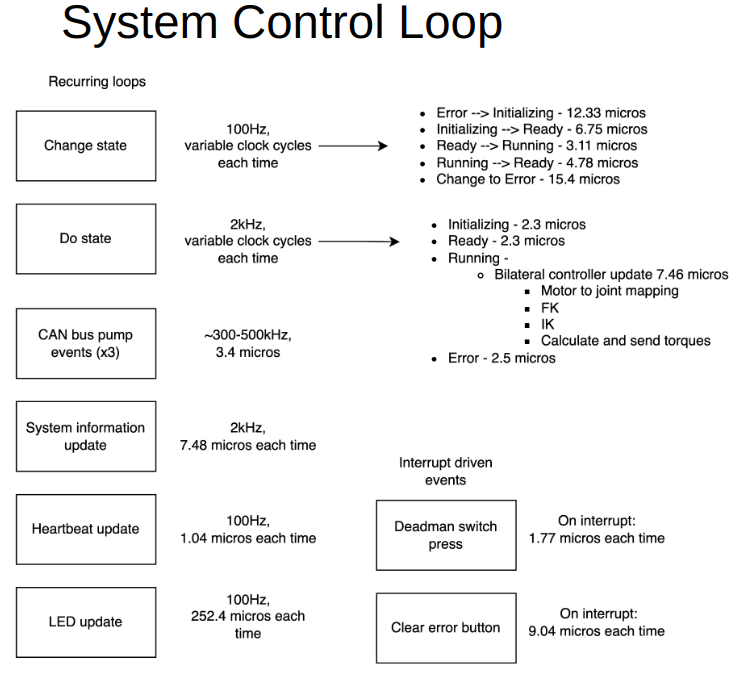 System Control Loop
Recurring loops
Change state
100Hz,
variable clock cycles
each time
• Error --> Initializing - 12.33 micros
• Initializing --> Ready - 6.75 micros
• Ready --> Running - 3.11 micros
• Running --> Ready - 4.78 micros
• Change to Error - 15.4 micros
Do state
2kHz,
variable clock cycles
each time
• Initializing - 2.3 micros
• Ready - 2.3 micros
• Running -
○ Bilateral controller update 7.46 micros
▪ Motor to joint mapping
▪ FK
▪ IK
▪ Calculate and send torques
• Error - 2.5 micros
CAN bus pump
events (x3)
~300-500kHz,
3.4 micros
System information
update
2kHz,
7.48 micros each time
Heartbeat update
100Hz,
1.04 micros each time
LED update
100Hz,
252.4 micros each
time
Interrupt driven
events
Deadman switch
press
On interrupt:
1.77 micros each time
Clear error button
On interrupt:
9.04 micros each time